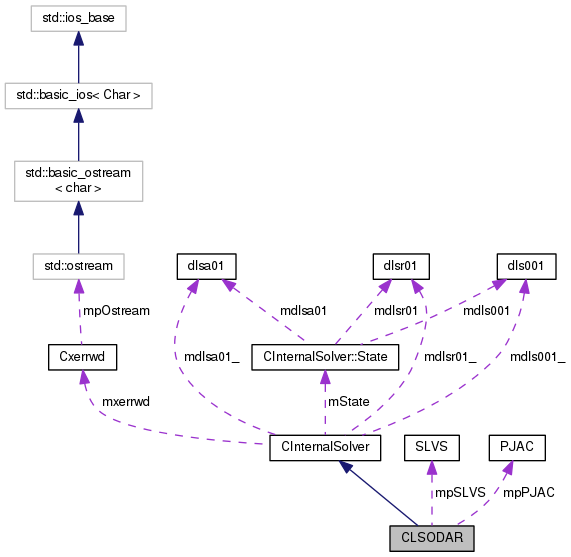 std::ios_base
std::basic_ios< Char >
std::basic_ostream
< char >
std::ostream
dlsa01
dlsr01
dls001
mpOstream
mdlsa01
mdlsr01
mdls001
Cxerrwd
mdlsa01_
CInternalSolver::State
mdlsr01_
mdls001_
mxerrwd
mState
CInternalSolver
SLVS
PJAC
mpSLVS
mpPJAC
CLSODAR